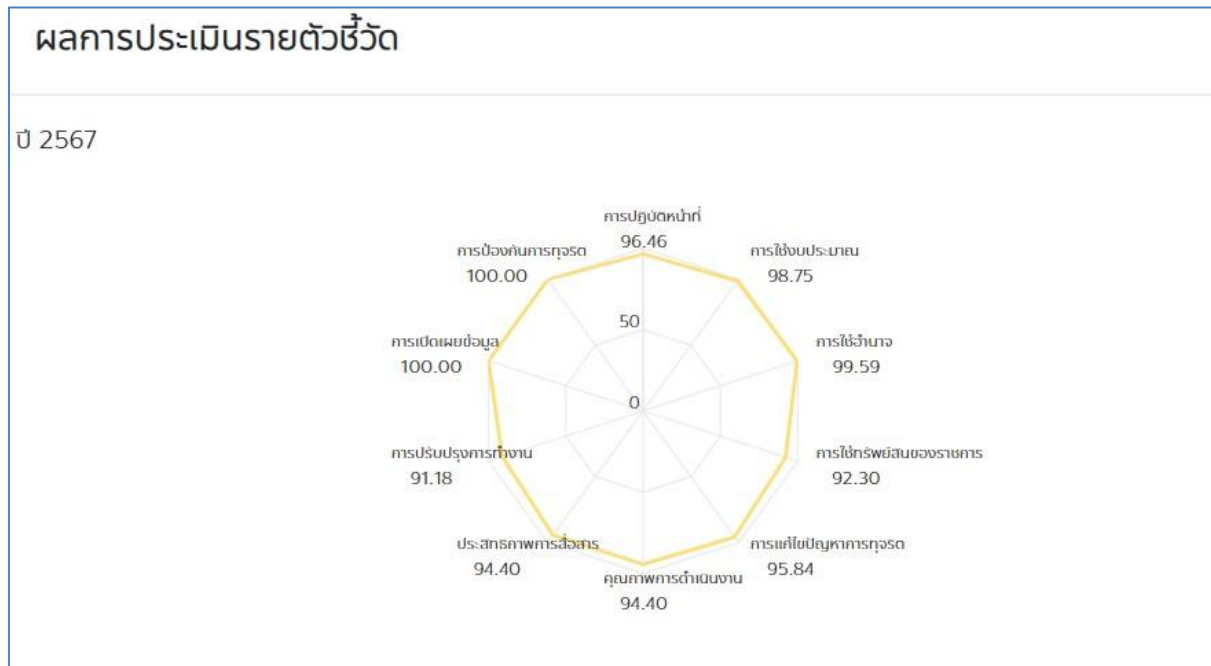 ผลการประเมินรายตัวชี้วัด
ปี 2567
การปฏิบัติหน้าที่
96.46
การใช้งบประมาณ
98.75
การใช้อำนาจ
99.59
การใช้ทรัพย์สินของราชการ
92.30
การแก้ไขปัญหาการทุจริต
95.84
คุณภาพการดำเนินงาน
94.40
ประสิทธิภาพการสื่อสาร
94.40
การปรับปรุงการทำงาน
91.18
การเปิดเผยข้อมูล
100.00
การป้องกันการทุจริต
100.00
50
0